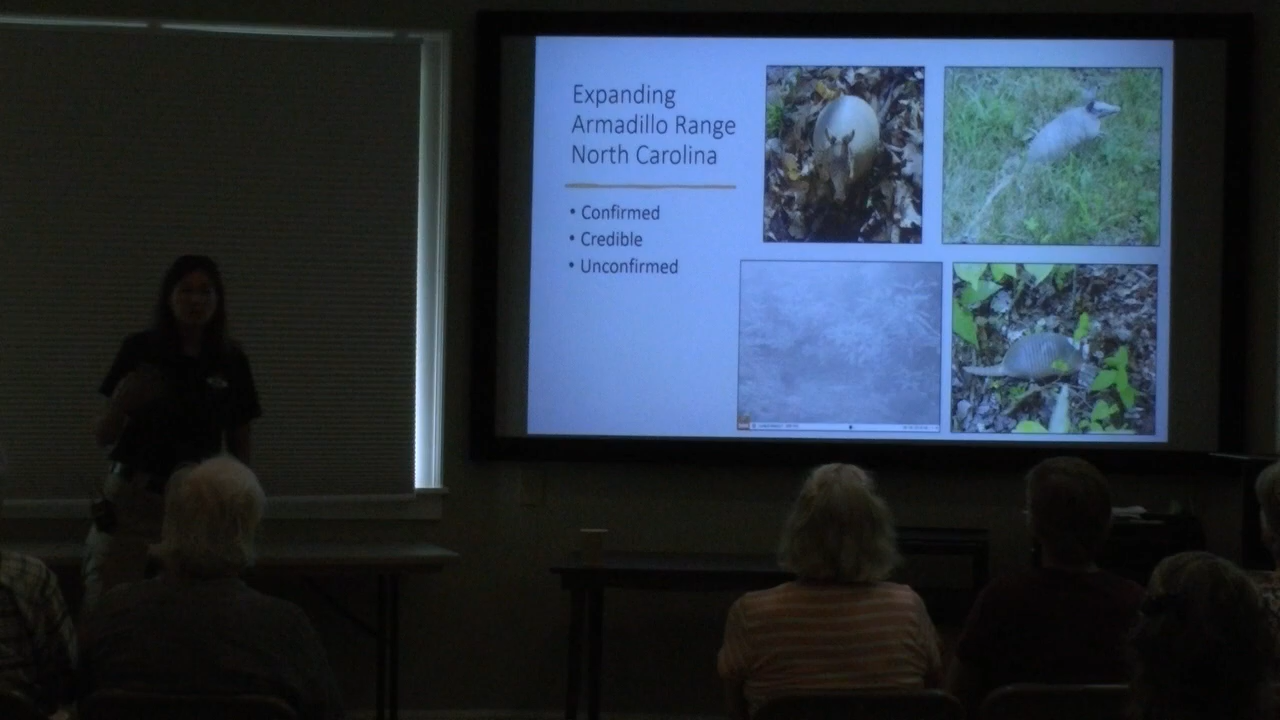 Expanding
Armadillo Range
North Carolina
• Confirmed
• Credible
• Unconfirmed